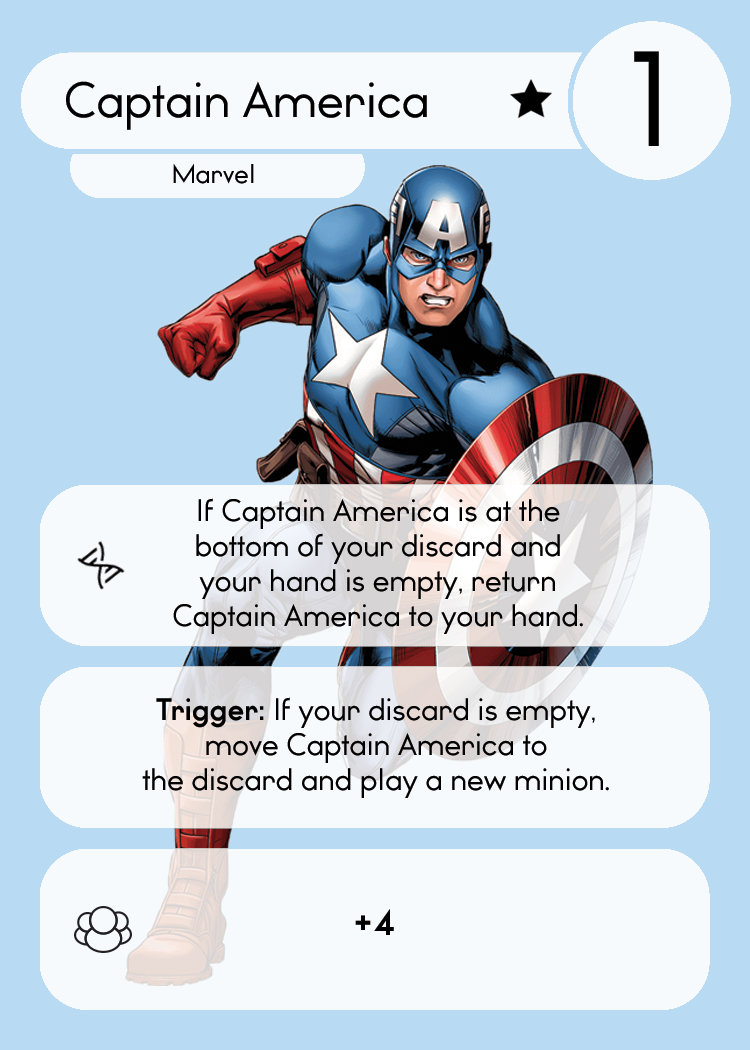 Captain America
1
Marvel
A
If Captain America is at the
bottom of your discard and
your hand is empty, return
Captain America to your hand.
Trigger: If your discard is empty,
move Captain America to
the discard and play a new minion.
+4